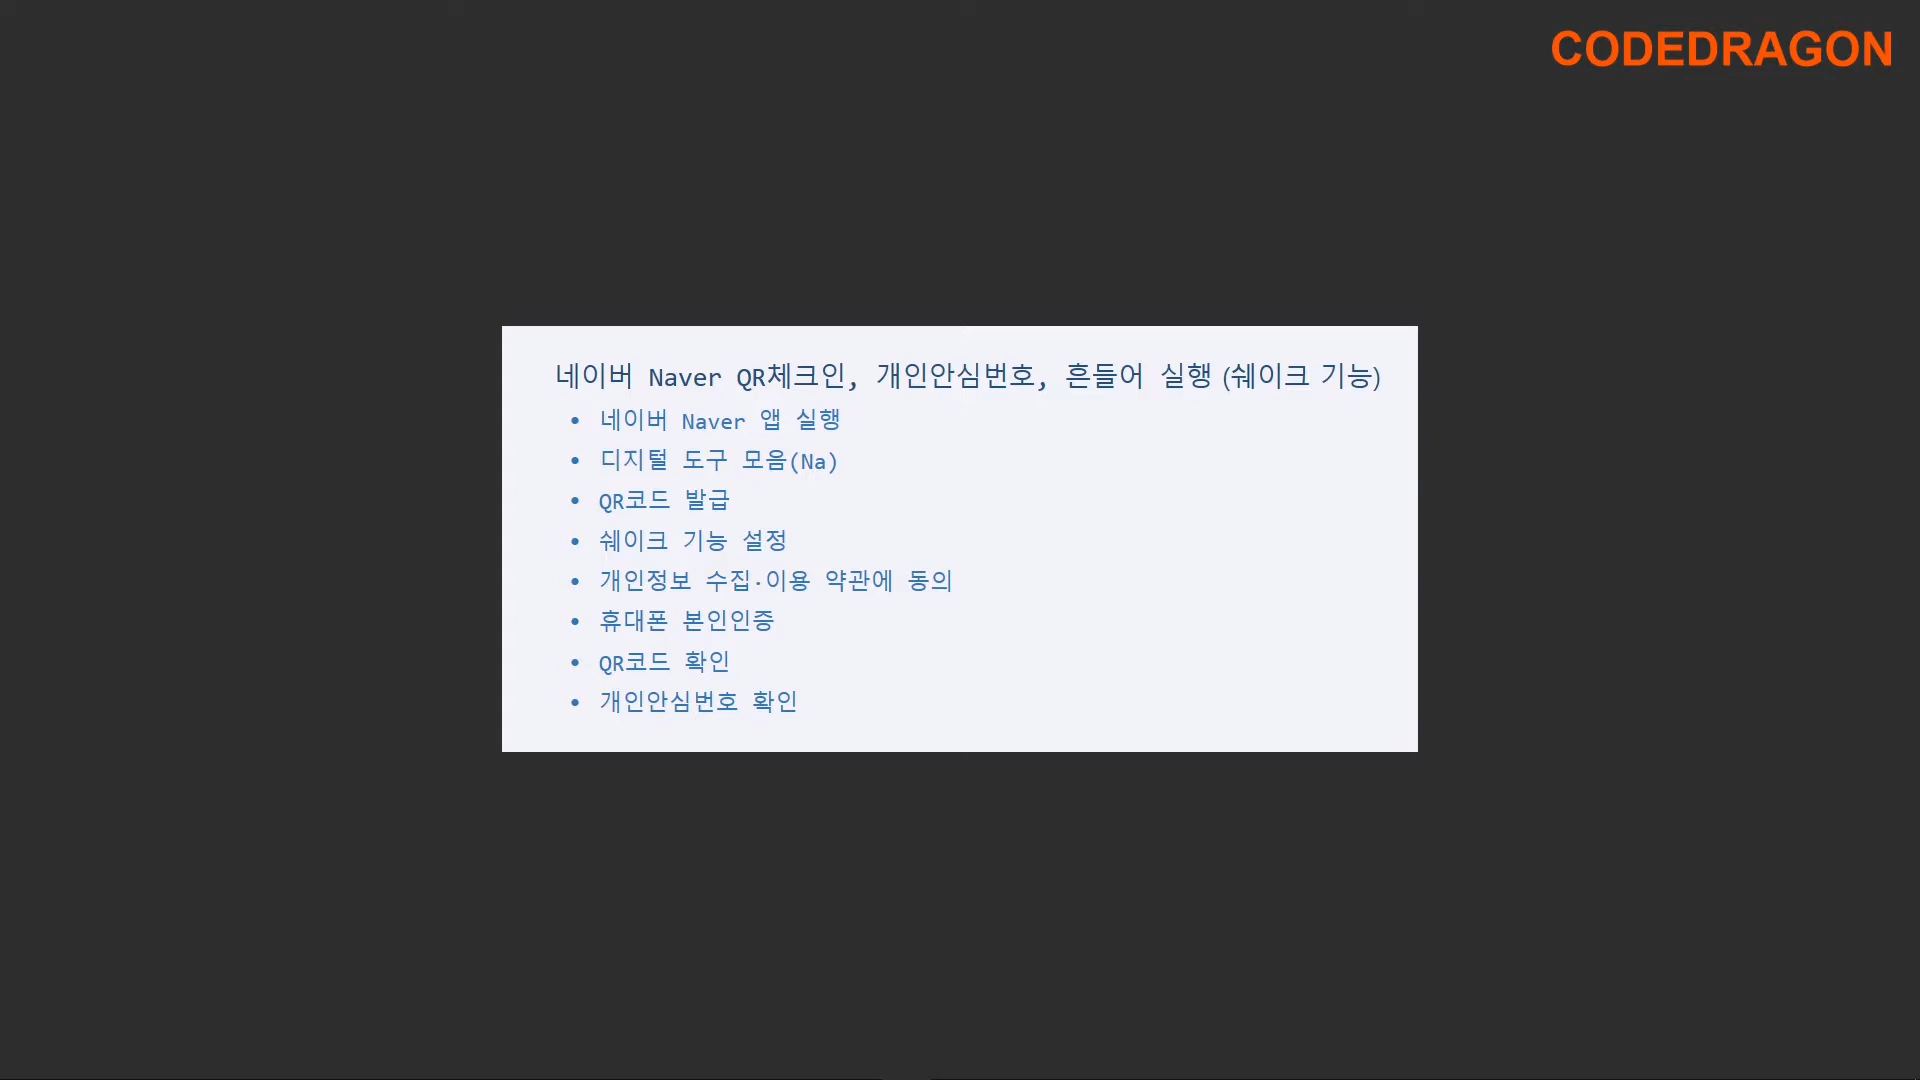 CODEDRAGON
네이버 Naver QR체크인, 개인안심번호, 흔들어 실행 (쉐이크 기능)
• 네이버 Naver 앱 실행
• 디지털 도구 모음(Na)
• QR코드 발급
• 쉐이크 기능 설정
• 개인정보 수집·이용 약관에 동의
• 휴대폰 본인인증
• QR코드 확인
• 개인안심번호 확인